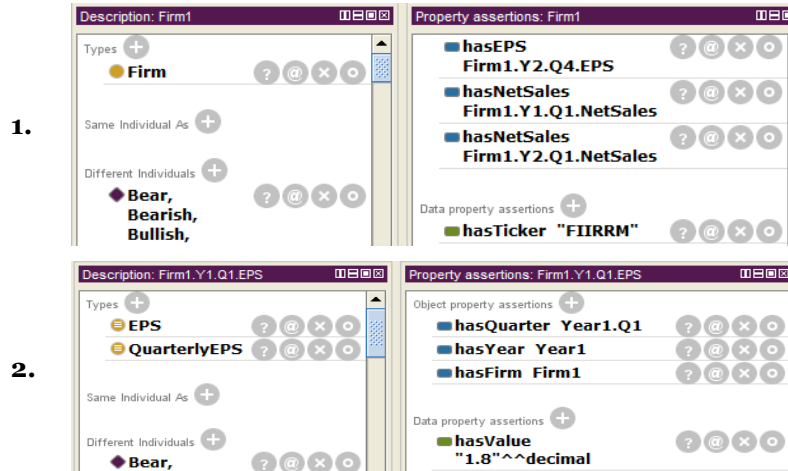 1.
Description: Firm1
Types
Firm
Same Individual As
Different Individuals
Bear,
Bearish,
Bullish,
Property assertions: Firm1
hasEPS
Firm1.Y2.Q4.EPS
hasNetSales
Firm1.Y1.Q1.NetSales
hasNetSales
Firm1.Y2.Q1.NetSales
Data property assertions
hasTicker "FIIRRM"
2.
Description: Firm1.Y1.Q1.EPS
Types
EPS
QuarterlyEPS
Same Individual As
Different Individuals
Bear,
Property assertions: Firm1.Y1.Q1.EPS
Object property assertions
hasQuarter Year1.Q1
hasYear Year1
hasFirm Firm1
Data property assertions
hasValue
"1.8"^^decimal